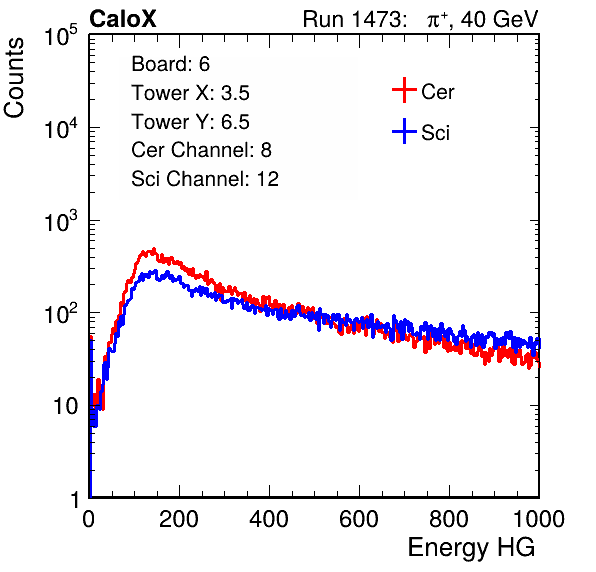 CaloX
Run 1473: π⁺, 40 GeV
Board: 6
Tower X: 3.5
Tower Y: 6.5
Cer Channel: 8
Sci Channel: 12
Cer
Sci
Counts
10⁵
10⁴
10³
10²
10
1
0 200 400 600 800 1000
Energy HG